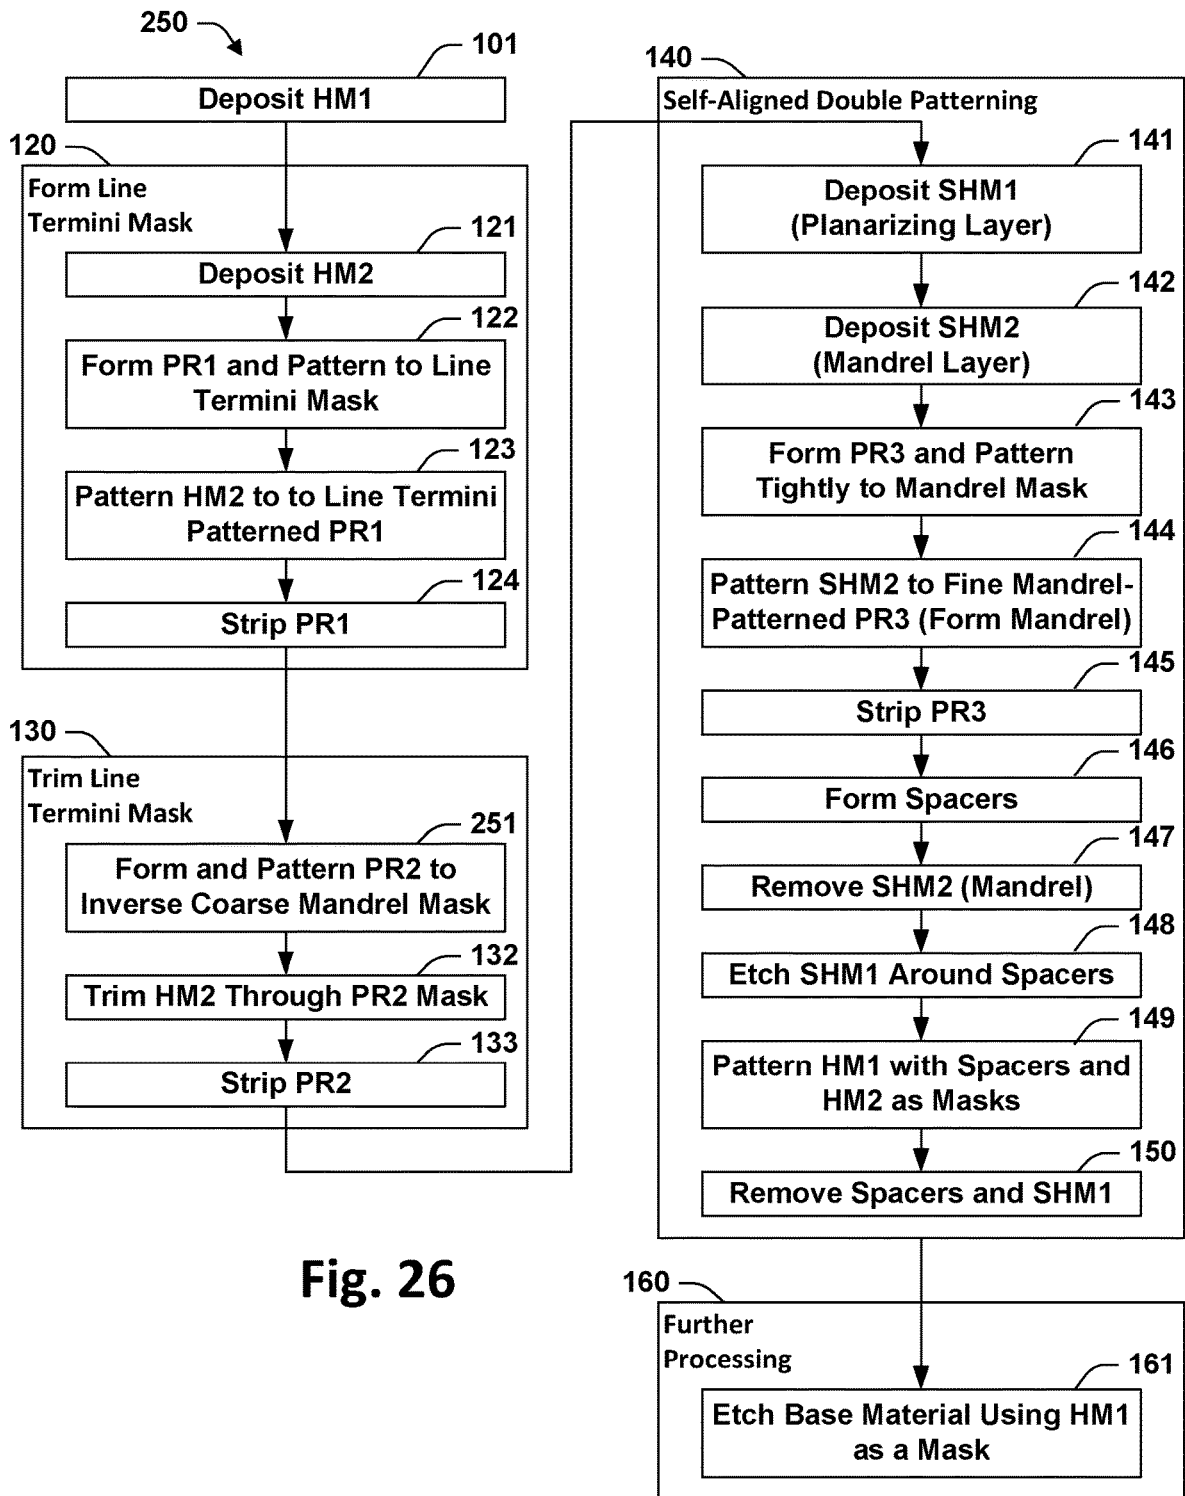 250
101
Deposit HM1
120
Form Line
Termini Mask
121
Deposit HM2
122
Form PR1 and Pattern to Line
Termini Mask
123
Pattern HM2 to to Line Termini
Patterned PR1
124
Strip PR1
130
Trim Line
Termini Mask
251
Form and Pattern PR2 to
Inverse Coarse Mandrel Mask
132
Trim HM2 Through PR2 Mask
133
Strip PR2
140
Self-Aligned Double Patterning
141
Deposit SHM1
(Planarizing Layer)
142
Deposit SHM2
(Mandrel Layer)
143
Form PR3 and Pattern
Tightly to Mandrel Mask
144
Pattern SHM2 to Fine Mandrel-
Patterned PR3 (Form Mandrel)
145
Strip PR3
146
Form Spacers
147
Remove SHM2 (Mandrel)
148
Etch SHM1 Around Spacers
149
Pattern HM1 with Spacers and
HM2 as Masks
150
Remove Spacers and SHM1
160
Further
Processing
161
Etch Base Material Using HM1
as a Mask
Fig. 26